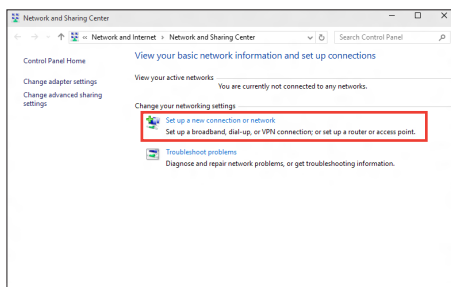 Network and Sharing Center
« Network and Internet › Network and Sharing Center
Search Control Panel
Control Panel Home
Change adapter settings
Change advanced sharing
settings
View your basic network information and set up connections
View your active networks
You are currently not connected to any networks.
Change your networking settings
Set up a new connection or network
Set up a broadband, dial-up, or VPN connection; or set up a router or access point.
Troubleshoot problems
Diagnose and repair network problems, or get troubleshooting information.